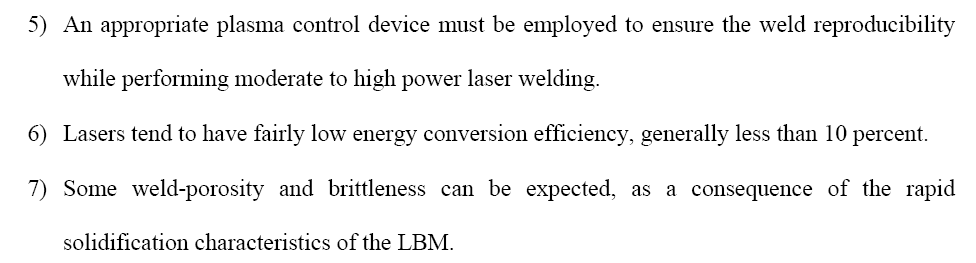 5) An appropriate plasma control device must be employed to ensure the weld reproducibility
while performing moderate to high power laser welding.
6) Lasers tend to have fairly low energy conversion efficiency, generally less than 10 percent.
7) Some weld-porosity and brittleness can be expected, as a consequence of the rapid
solidification characteristics of the LBM.